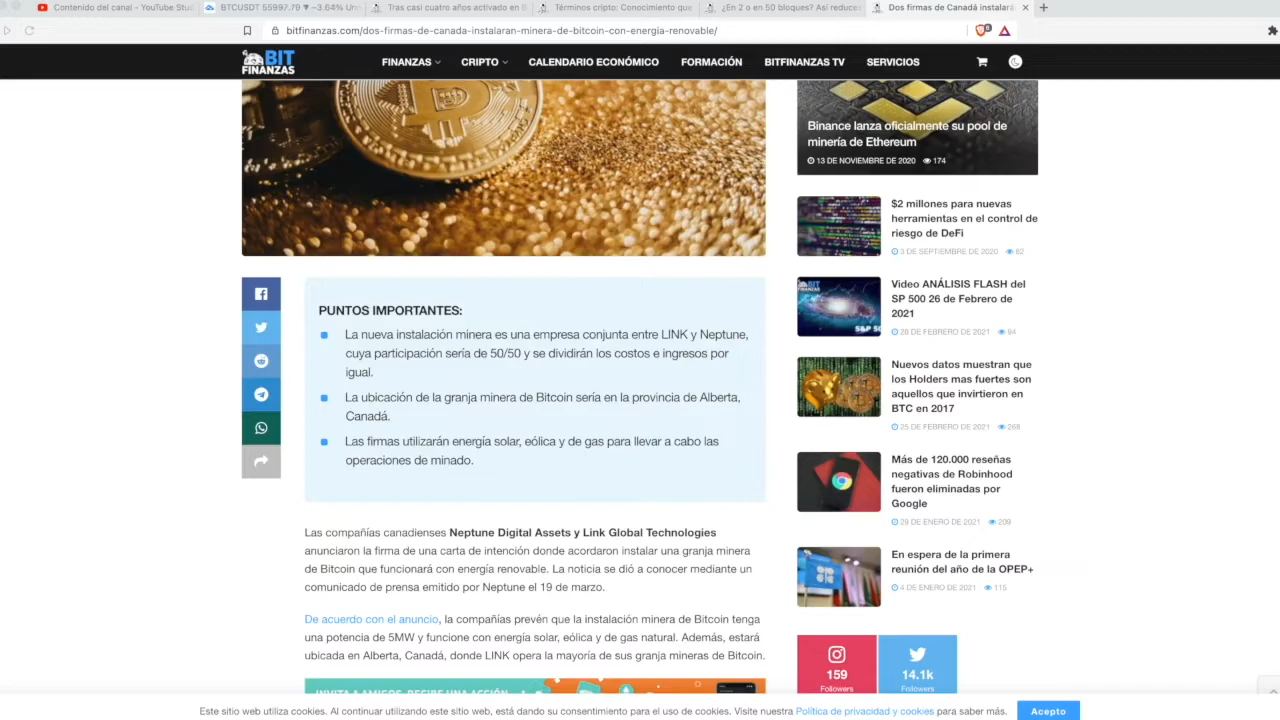 Contenido del canal - YouTube Stu
BTCUSDT 55997.79 ▼ −3.64% Un
Tras casi cuatro años activado en B
Términos cripto: Conocimiento que
¿En 2 o en 50 bloques? Así reduce
Dos firmas de Canadá instalará
bitfinanzas.com/dos-firmas-de-canada-instalaran-minera-de-bitcoin-con-energia-renovable/
BIT
FINANZAS
FINANZAS
CRIPTO
CALENDARIO ECONÓMICO
FORMACIÓN
BITFINANZAS TV
SERVICIOS
PUNTOS IMPORTANTES:
La nueva instalación minera es una empresa conjunta entre LINK y Neptune,
cuya participación sería de 50/50 y se dividirán los costos e ingresos por
igual.
La ubicación de la granja minera de Bitcoin sería en la provincia de Alberta,
Canadá.
Las firmas utilizarán energía solar, eólica y de gas para llevar a cabo las
operaciones de minado.
Las compañías canadienses Neptune Digital Assets y Link Global Technologies
anunciaron la firma de una carta de intención donde acordaron instalar una granja minera
de Bitcoin que funcionará con energía renovable. La noticia se dió a conocer mediante un
comunicado de prensa emitido por Neptune el 19 de marzo.
De acuerdo con el anuncio, la compañías prevén que la instalación minera de Bitcoin tenga
una potencia de 5MW y funcione con energía solar, eólica y de gas natural. Además, estará
ubicada en Alberta, Canadá, donde LINK opera la mayoría de sus granja mineras de Bitcoin.
INVITA A AMIGOS, RECIBE UNA ACCIÓN
Binance lanza oficialmente su pool de
minería de Ethereum
13 DE NOVIEMBRE DE 2020 174
$2 millones para nuevas
herramientas en el control de
riesgo de DeFi
3 DE SEPTIEMBRE DE 2020 62
BIT
FINANZAS
Video ANÁLISIS FLASH del
SP 500 26 de Febrero de
2021
26 DE FEBRERO DE 2021 94
Nuevos datos muestran que
los Holders mas fuertes son
aquellos que invirtieron en
BTC en 2017
25 DE FEBRERO DE 2021 268
Más de 120.000 reseñas
negativas de Robinhood
fueron eliminadas por
Google
29 DE ENERO DE 2021 209
En espera de la primera
reunión del año de la OPEP+
4 DE ENERO DE 2021 115
159
Followers
14.1k
Followers
Este sitio web utiliza cookies. Al continuar utilizando este sitio web, está dando su consentimiento para el uso de cookies. Visite nuestra Política de privacidad y cookies para saber más.
Acepto